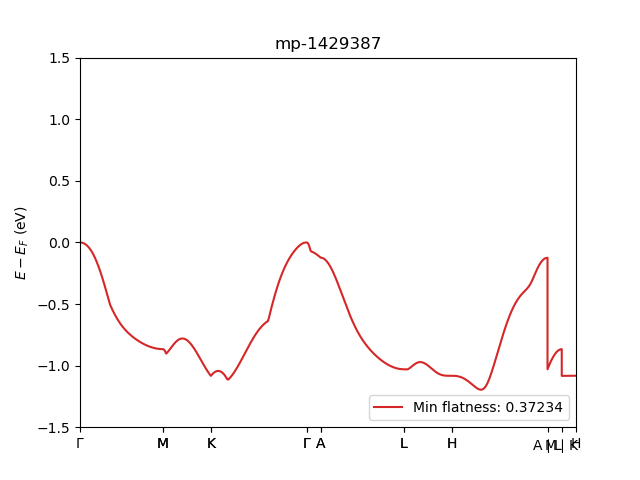 mp-1429387
1.5
1.0
0.5
0.0
−0.5
−1.0
−1.5
E − E_F (eV)
Min flatness: 0.37234
Γ M K Γ A L H A | M L | K H